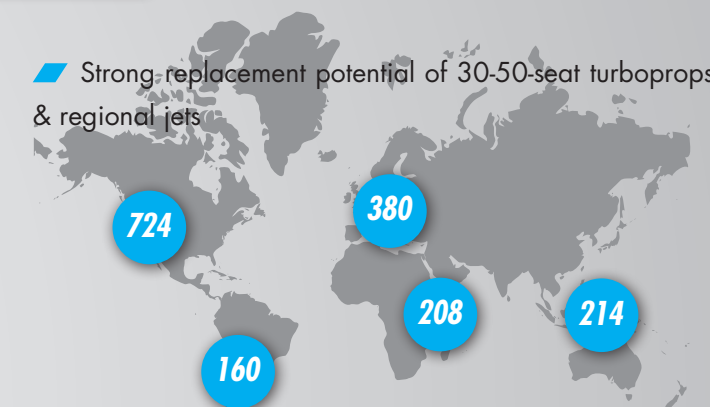 Strong replacement potential of 30-50-seat turboprops
& regional jets
724
380
208
214
160